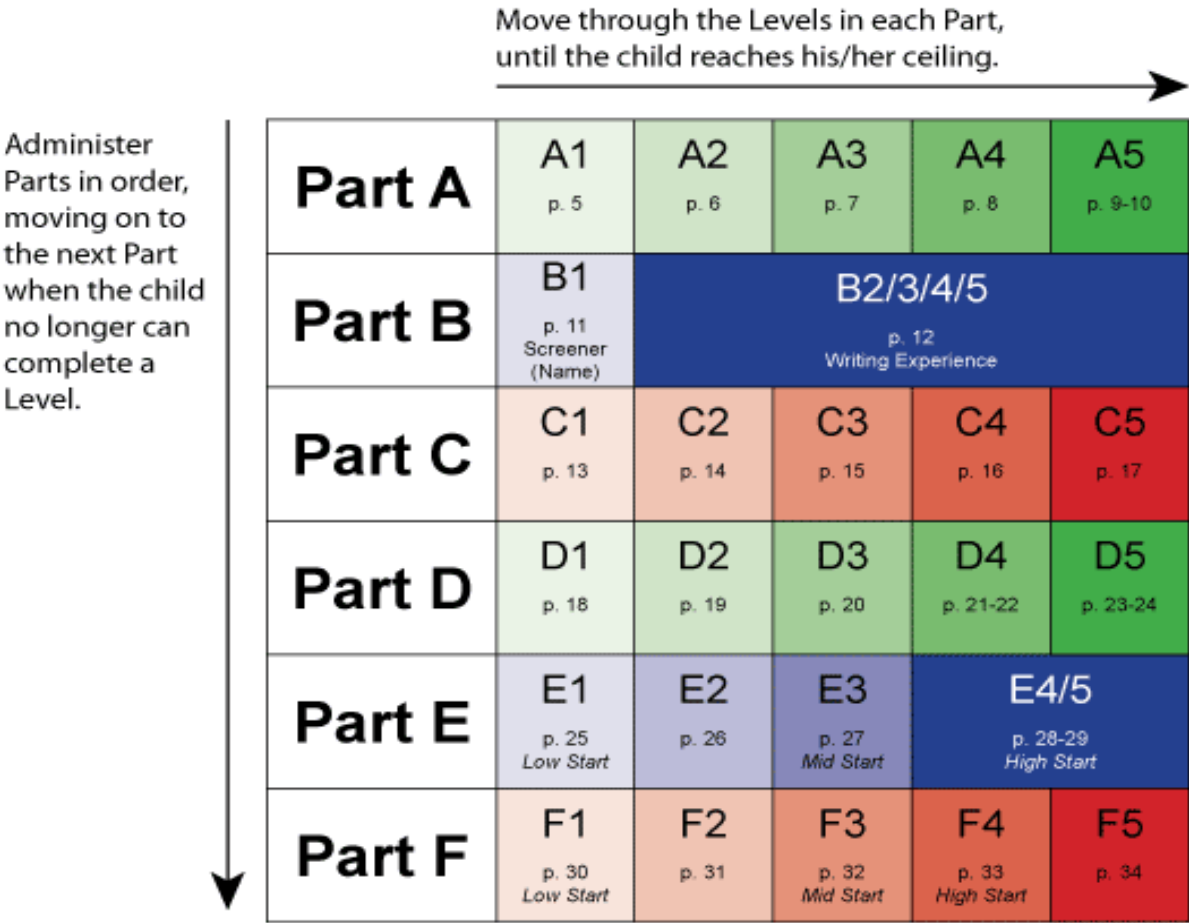 Move through the Levels in each Part,
until the child reaches his/her ceiling.
Administer
Parts in order,
moving on to
the next Part
when the child
no longer can
complete a
Level.
Part A
A1
p. 5
A2
p. 6
A3
p. 7
A4
p. 8
A5
p. 9-10
Part B
B1
p. 11
Screener
(Name)
B2/3/4/5
p. 12
Writing Experience
Part C
C1
p. 13
C2
p. 14
C3
p. 15
C4
p. 16
C5
p. 17
Part D
D1
p. 18
D2
p. 19
D3
p. 20
D4
p. 21-22
D5
p. 23-24
Part E
E1
p. 25
Low Start
E2
p. 26
E3
p. 27
Mid Start
E4/5
p. 28-29
High Start
Part F
F1
p. 30
Low Start
F2
p. 31
F3
p. 32
Mid Start
F4
p. 33
High Start
F5
p. 34